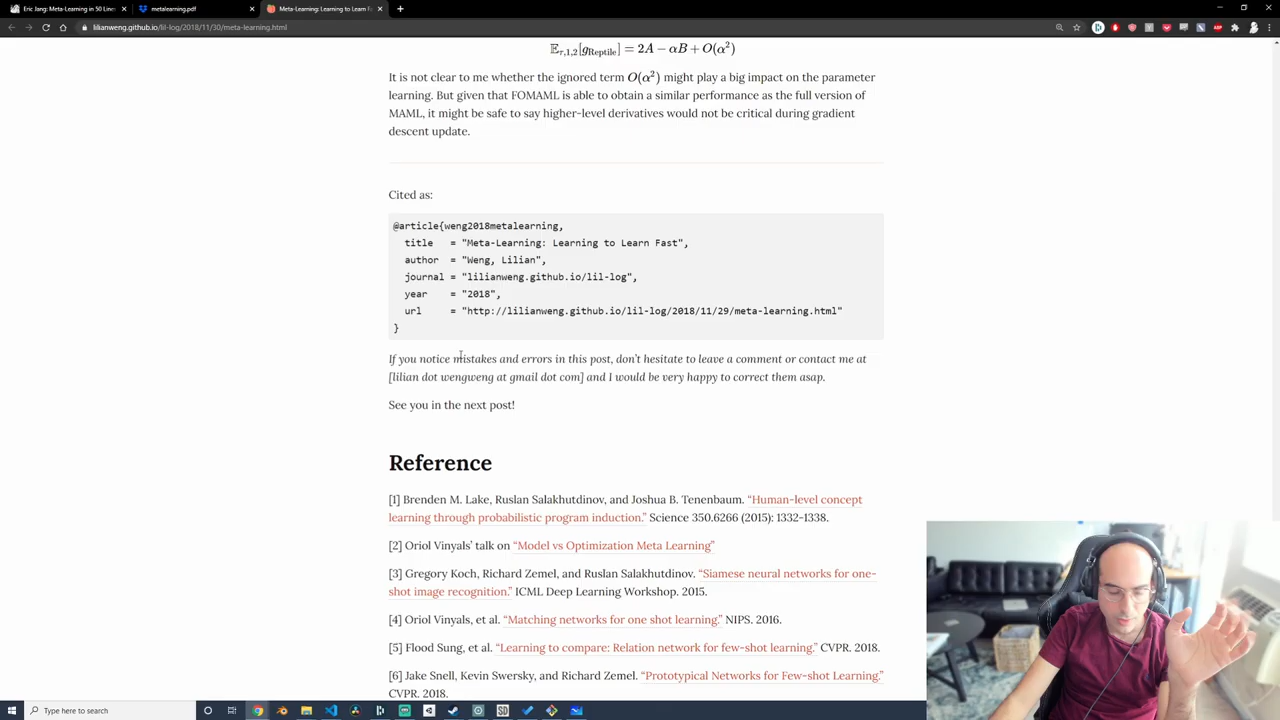 Eric Jang: Meta-Learning in 50 Lines
metalearning.pdf
Meta-Learning: Learning to Learn Fa
lilianweng.github.io/lil-log/2018/11/30/meta-learning.html
𝔼τ,1,2[gReptile] = 2A − αB + O(α²)
It is not clear to me whether the ignored term O(α²) might play a big impact on the parameter
learning. But given that FOMAML is able to obtain a similar performance as the full version of
MAML, it might be safe to say higher-level derivatives would not be critical during gradient
descent update.
Cited as:
@article{weng2018metalearning,
title = "Meta-Learning: Learning to Learn Fast",
author = "Weng, Lilian",
journal = "lilianweng.github.io/lil-log",
year = "2018",
url = "http://lilianweng.github.io/lil-log/2018/11/29/meta-learning.html"
}
If you notice mistakes and errors in this post, don't hesitate to leave a comment or contact me at
[lilian dot wengweng at gmail dot com] and I would be very happy to correct them asap.
See you in the next post!
Reference
[1] Brenden M. Lake, Ruslan Salakhutdinov, and Joshua B. Tenenbaum. “Human-level concept
learning through probabilistic program induction.” Science 350.6266 (2015): 1332-1338.
[2] Oriol Vinyals’ talk on “Model vs Optimization Meta Learning”
[3] Gregory Koch, Richard Zemel, and Ruslan Salakhutdinov. “Siamese neural networks for one-
shot image recognition.” ICML Deep Learning Workshop. 2015.
[4] Oriol Vinyals, et al. “Matching networks for one shot learning.” NIPS. 2016.
[5] Flood Sung, et al. “Learning to compare: Relation network for few-shot learning.” CVPR. 2018.
[6] Jake Snell, Kevin Swersky, and Richard Zemel. “Prototypical Networks for Few-shot Learning.”
CVPR. 2018.
Type here to search